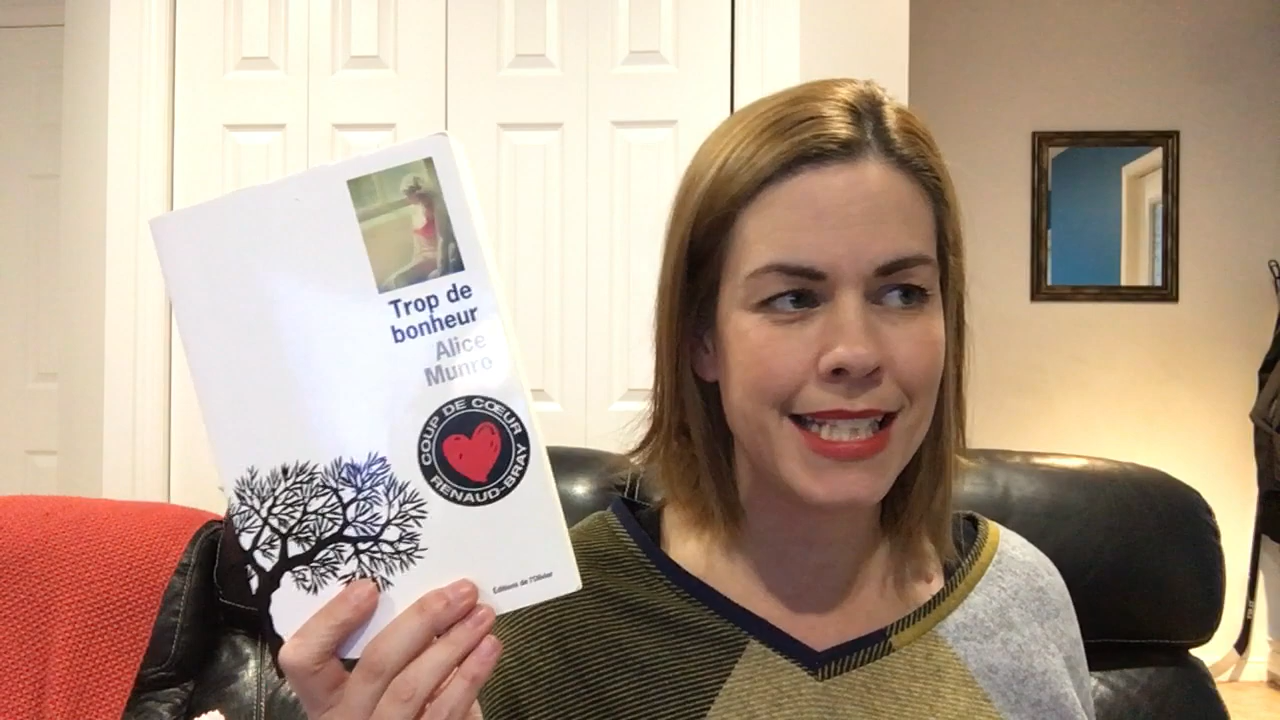 Trop de
bonheur
Alice
Munro
COUP DE CŒUR
RENAUD-BRAY
Éditions de l'Olivier